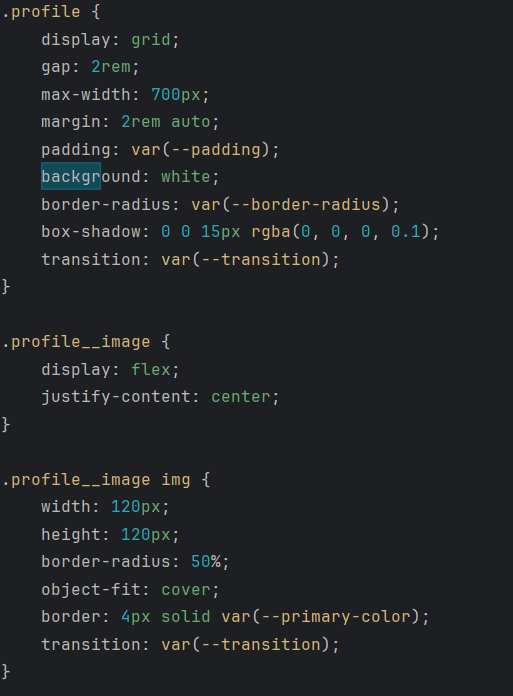 .profile {
    display: grid;
    gap: 2rem;
    max-width: 700px;
    margin: 2rem auto;
    padding: var(--padding);
    background: white;
    border-radius: var(--border-radius);
    box-shadow: 0 0 15px rgba(0, 0, 0, 0.1);
    transition: var(--transition);
}

.profile__image {
    display: flex;
    justify-content: center;
}

.profile__image img {
    width: 120px;
    height: 120px;
    border-radius: 50%;
    object-fit: cover;
    border: 4px solid var(--primary-color);
    transition: var(--transition);
}